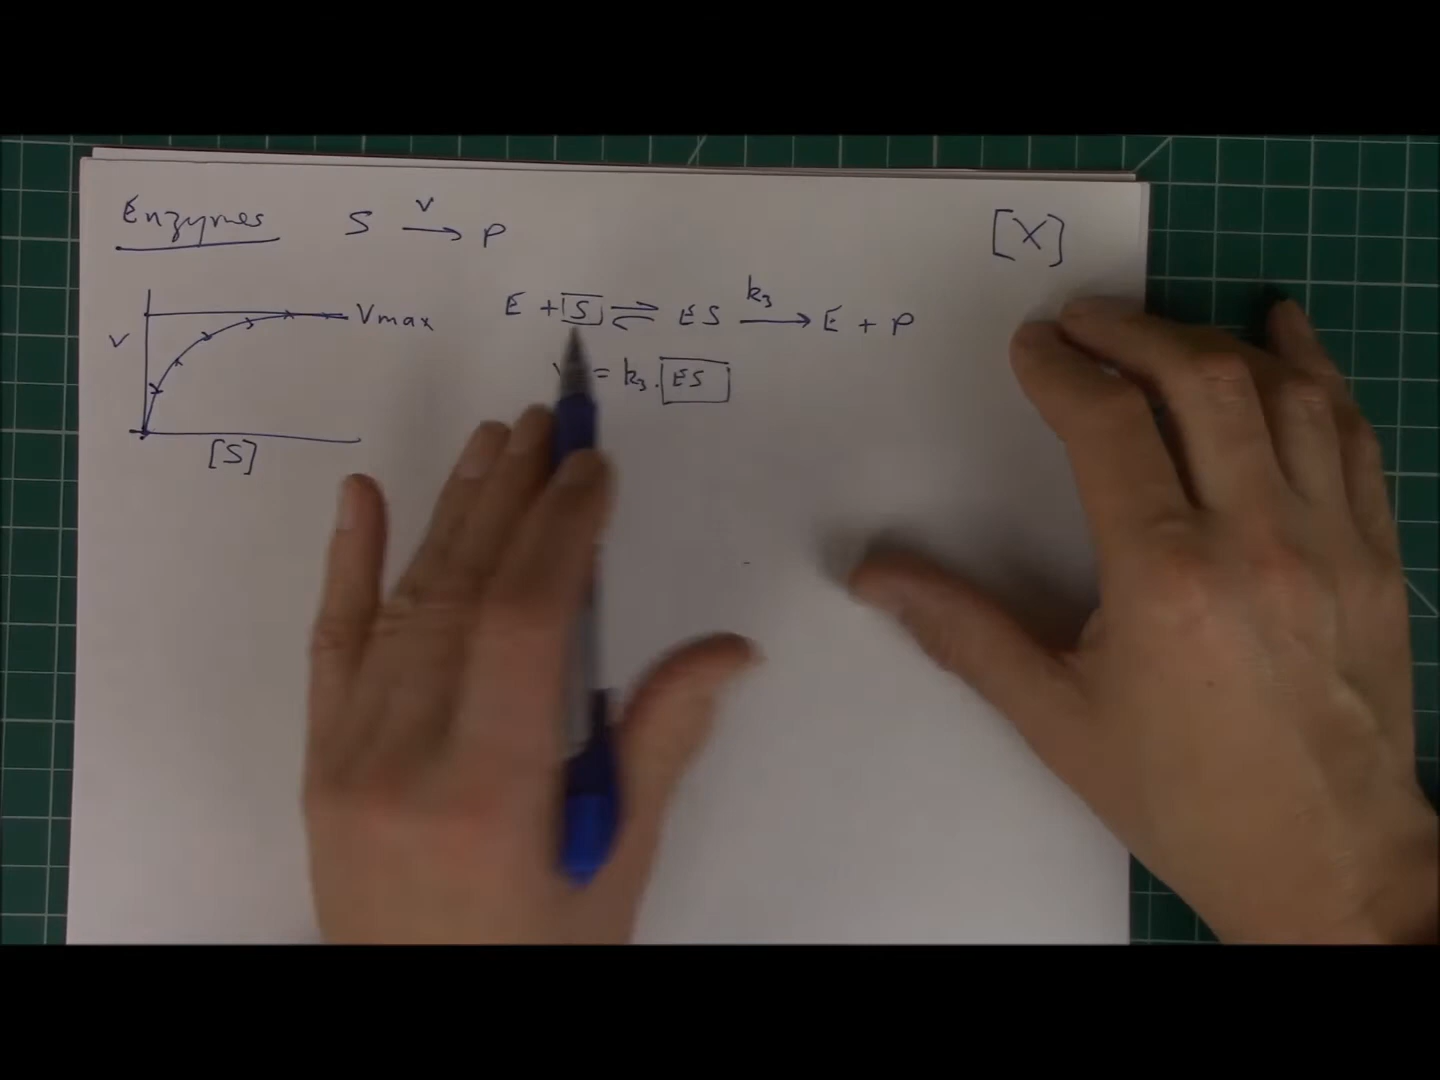 Enzymes S v → P
[X]
E + S ⇌ ES k₃ → E + P
Vmax
v
v = k₃ . ES
[S]